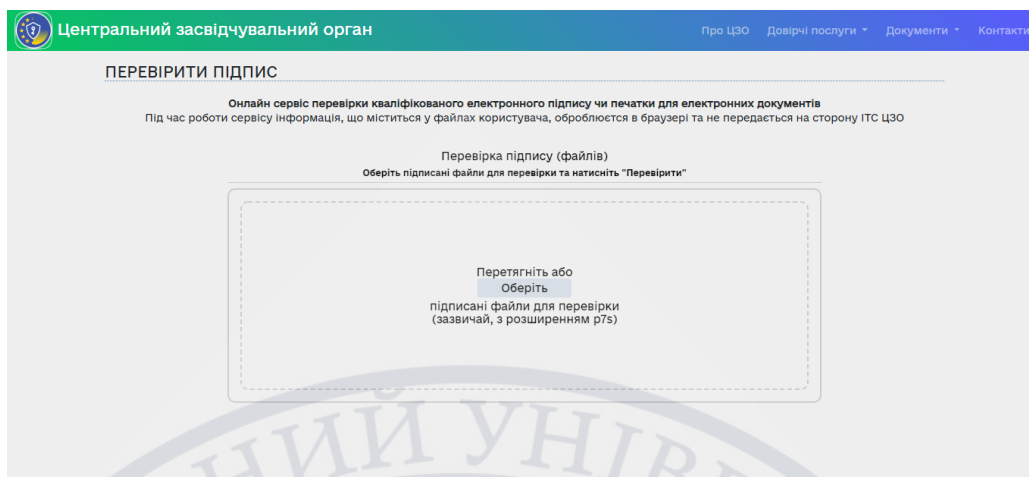 Центральний засвідчувальний орган
Про ЦЗО Довірчі послуги Документи Контакти
ПЕРЕВІРИТИ ПІДПИС
Онлайн сервіс перевірки кваліфікованого електронного підпису чи печатки для електронних документів
Під час роботи сервісу інформація, що міститься у файлах користувача, оброблюєтся в браузері та не передається на сторону ІТС ЦЗО
Перевірка підпису (файлів)
Оберіть підписані файли для перевірки та натисніть "Перевірити"
Перетягніть або
Оберіть
підписані файли для перевірки
(зазвичай, з розширенням p7s)